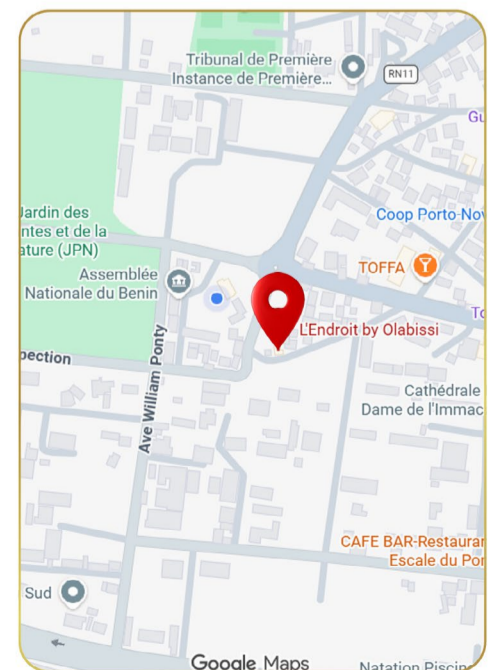 Tribunal de Première
Instance de Première...
RN11
Gu
Jardin des
ntes et de la
ature (JPN)
Coop Porto-Nov
TOFFA
Assemblée
Nationale du Benin
To
L'Endroit by Olabissi
pection
Ave William Ponty
Cathédrale
Dame de l'Immac
CAFE BAR-Restaurar
Escale du Por
Sud
Google Maps
Natation Piscine